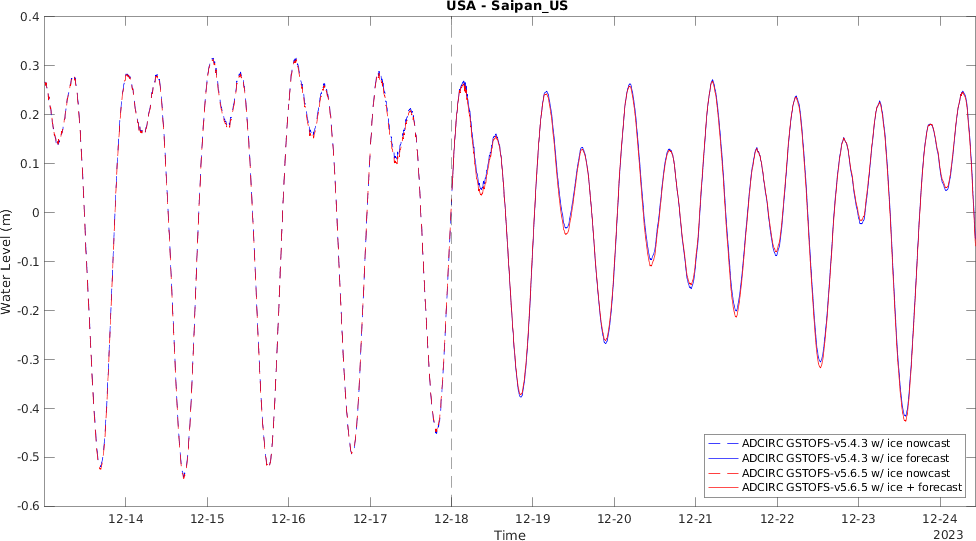 USA - Saipan_US
0.4
0.3
0.2
0.1
0
-0.1
-0.2
-0.3
-0.4
-0.5
-0.6
Water Level (m)
ADCIRC GSTOFS-v5.4.3 w/ ice nowcast
ADCIRC GSTOFS-v5.4.3 w/ ice forecast
ADCIRC GSTOFS-v5.6.5 w/ ice nowcast
ADCIRC GSTOFS-v5.6.5 w/ ice + forecast
12-14 12-15 12-16 12-17 12-18 12-19 12-20 12-21 12-22 12-23 12-24
Time
2023